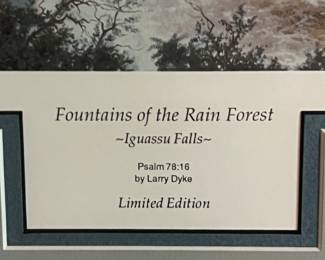 Fountains of the Rain Forest
~Iguassu Falls~
Psalm 78:16
by Larry Dyke
Limited Edition